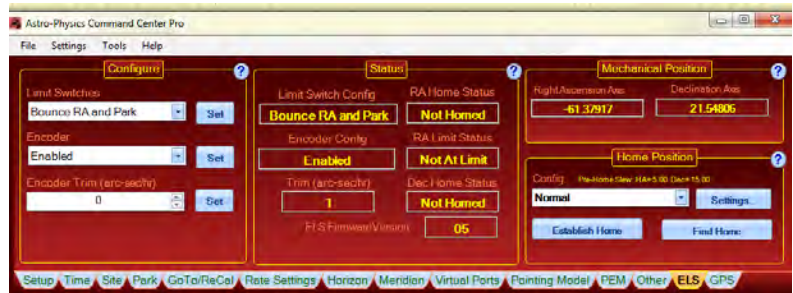 Astro-Physics Command Center Pro
File Settings Tools Help
Configure
?
Limit Switches
Bounce RA and Park
Set
Encoder
Enabled
Set
Encoder Trim (arc-sec/hr)
0
Set
Status
?
Limit Switch Config
RA Home Status
Bounce RA and Park
Not Homed
Encoder Config
RA Limit Status
Enabled
Not At Limit
Trim (arc-sec/hr)
Dec Home Status
1
Not Homed
ELS Firmware Version
05
Mechanical Position
?
Right Ascension Axis
Declination Axis
-61.37917
21.54806
Home Position
?
Config
Pre-Home Slew: HA=5.00 Dec=15.00
Normal
Settings...
Establish Home
Find Home
Setup Time Site Park GoTo/ReCal Rate Settings Horizon Meridian Virtual Ports Pointing Model PEM Other ELS GPS